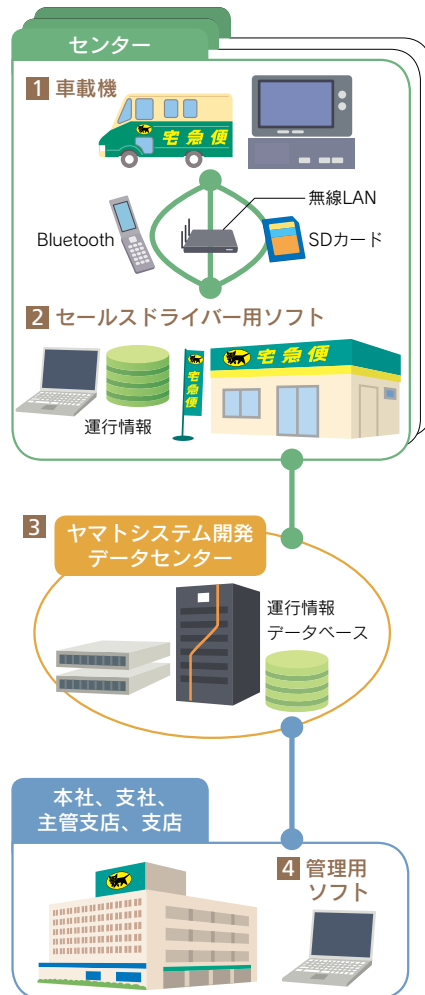 センター
1 車載機
宅急便
無線LAN
Bluetooth
SDカード
2 セールスドライバー用ソフト
宅急便
宅急便
運行情報
3
ヤマトシステム開発
データセンター
運行情報
データベース
本社、支社、
主管支店、支店
4 管理用
ソフト